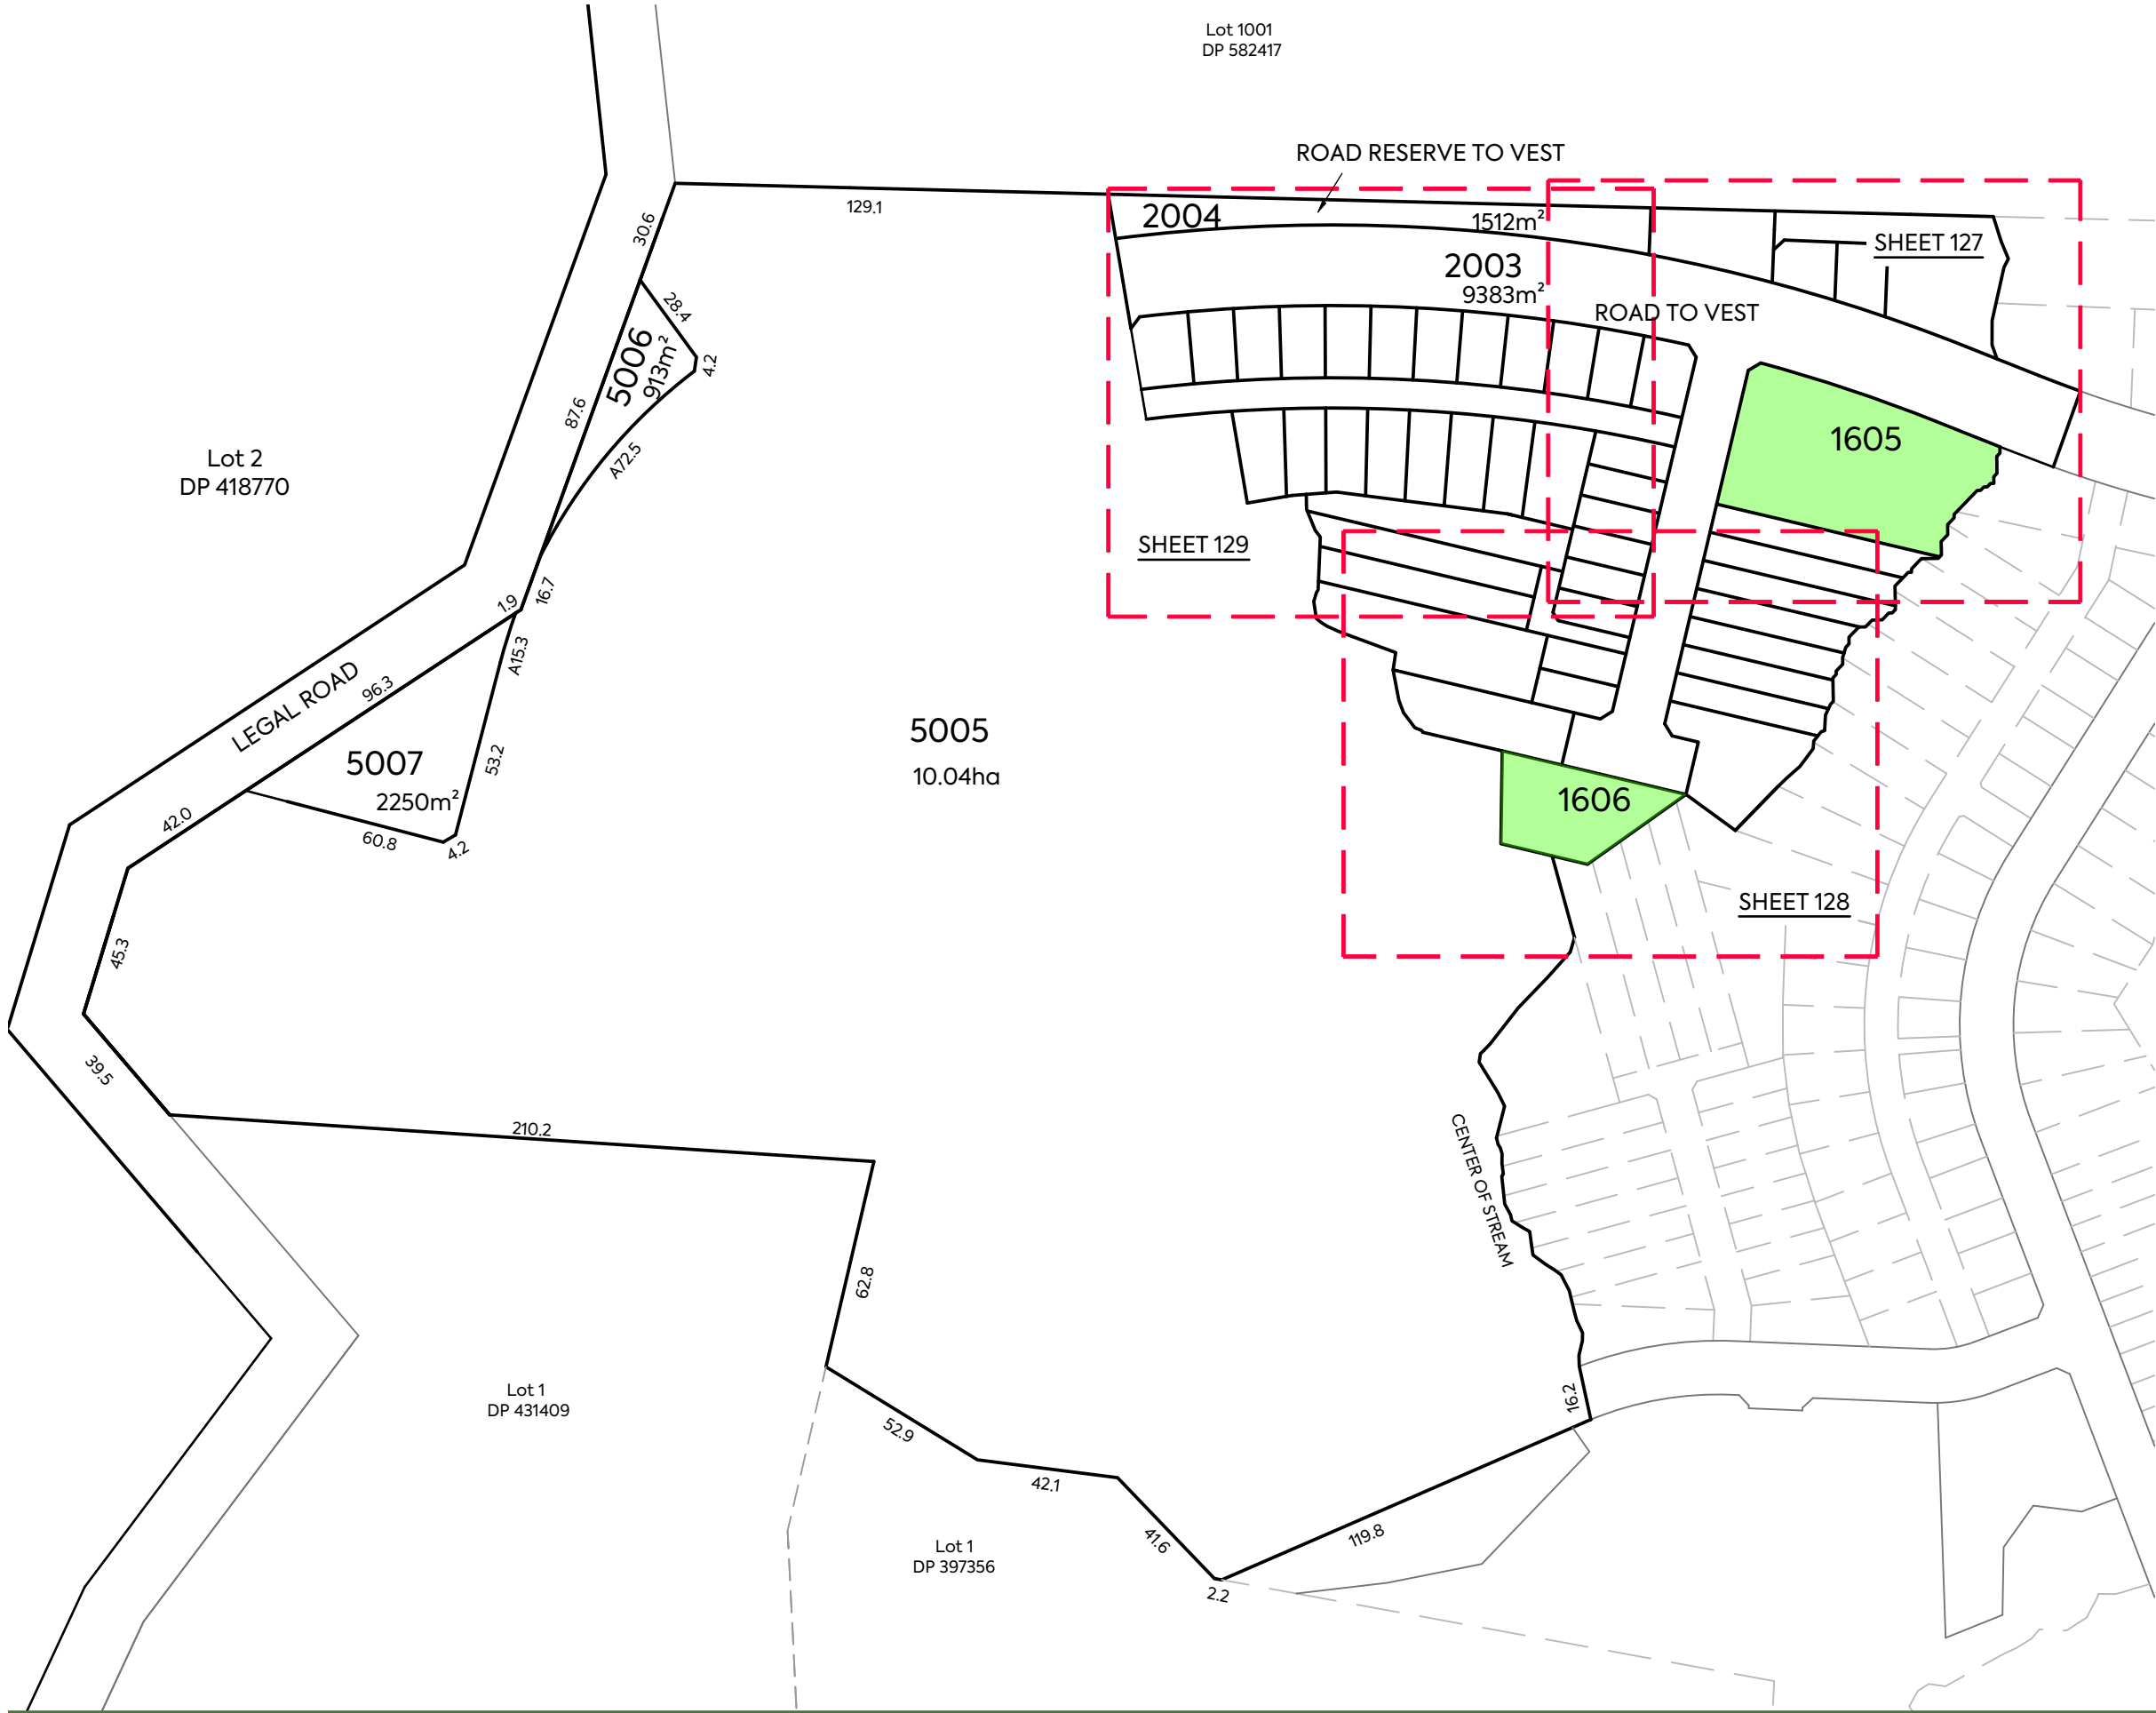 Lot 1001
DP 582417
ROAD RESERVE TO VEST
129.1
30.6
2004
1512m²
SHEET 127
2003
9383m²
ROAD TO VEST
28.4
4.2
5006
913m²
87.6
A72.5
1605
Lot 2
DP 418770
SHEET 129
1.9
16.7
A15.3
LEGAL ROAD
96.3
5005
10.04ha
5007
2250m²
53.2
42.0
60.8
4.2
1606
SHEET 128
45.3
39.5
210.2
CENTER OF STREAM
62.8
Lot 1
DP 431409
16.2
52.9
42.1
41.6
119.8
Lot 1
DP 397356
2.2